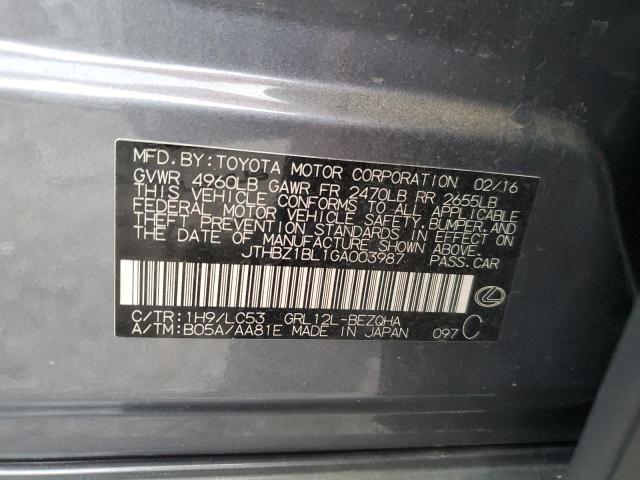 MFD. BY: TOYOTA MOTOR CORPORATION 02/16
GVWR 4960LB GAWR FR 2470LB RR 2655LB
THIS VEHICLE CONFORMS TO ALL APPLICABLE
FEDERAL MOTOR VEHICLE SAFETY, BUMPER, AND
THEFT PREVENTION STANDARDS IN EFFECT ON
THE DATE OF MANUFACTURE SHOWN ABOVE.
JTHBZ1BL1GA003987 PASS.CAR
C/TR:1H9/LC53 GRL12L-BEZQHA
A/TM:B05A/AA81E MADE IN JAPAN 097 C